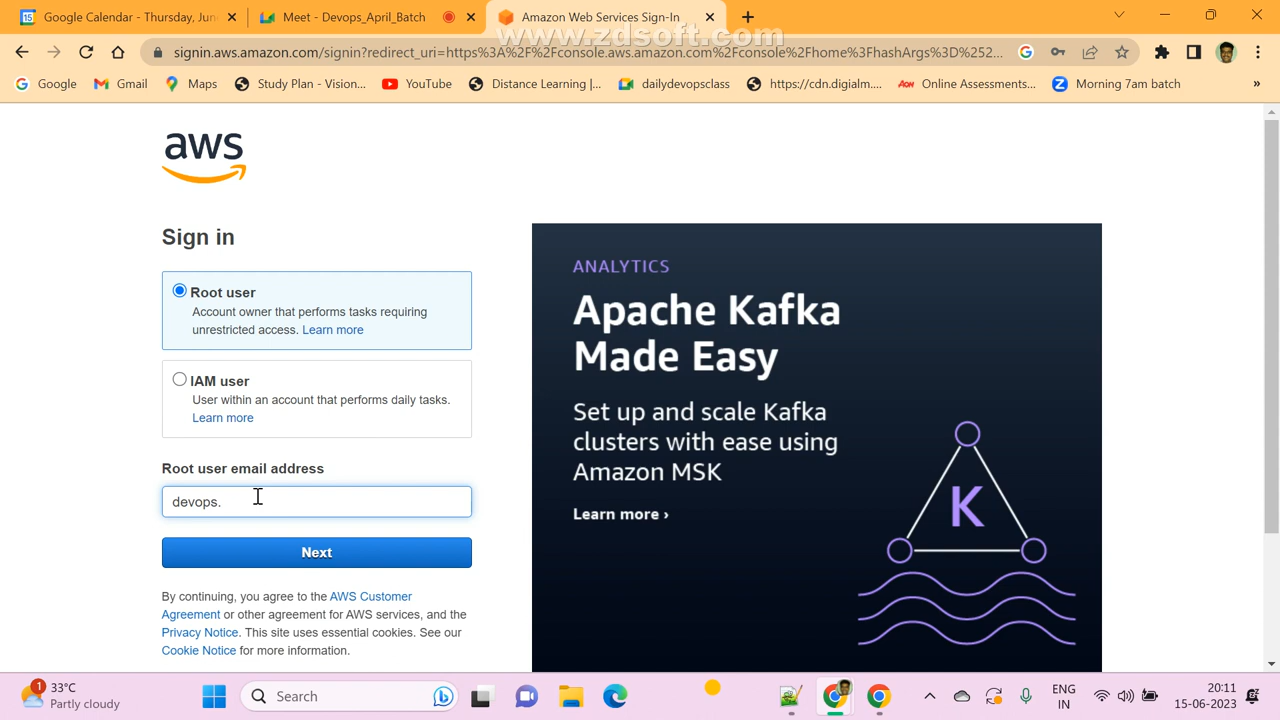 Google Calendar - Thursday, Jun
Meet - Devops_April_Batch
Amazon Web Services Sign-In
www.zdsoft.com
signin.aws.amazon.com/signin?redirect_uri=https%3A%2F%2Fconsole.aws.amazon.com%2Fconsole%2Fhome%3FhashArgs%3D%252...
Google
Gmail
Maps
Study Plan - Vision...
YouTube
Distance Learning |...
dailydevopsclass
https://cdn.digialm....
Online Assessments...
Morning 7am batch
»
aws
Sign in
Root user
Account owner that performs tasks requiring
unrestricted access. Learn more
IAM user
User within an account that performs daily tasks.
Learn more
Root user email address
devops.
Next
By continuing, you agree to the AWS Customer
Agreement or other agreement for AWS services, and the
Privacy Notice. This site uses essential cookies. See our
Cookie Notice for more information.
ANALYTICS
Apache Kafka
Made Easy
Set up and scale Kafka
clusters with ease using
Amazon MSK
Learn more ›
K
1
33°C
Partly cloudy
Search
ENG
IN
20:11
15-06-2023